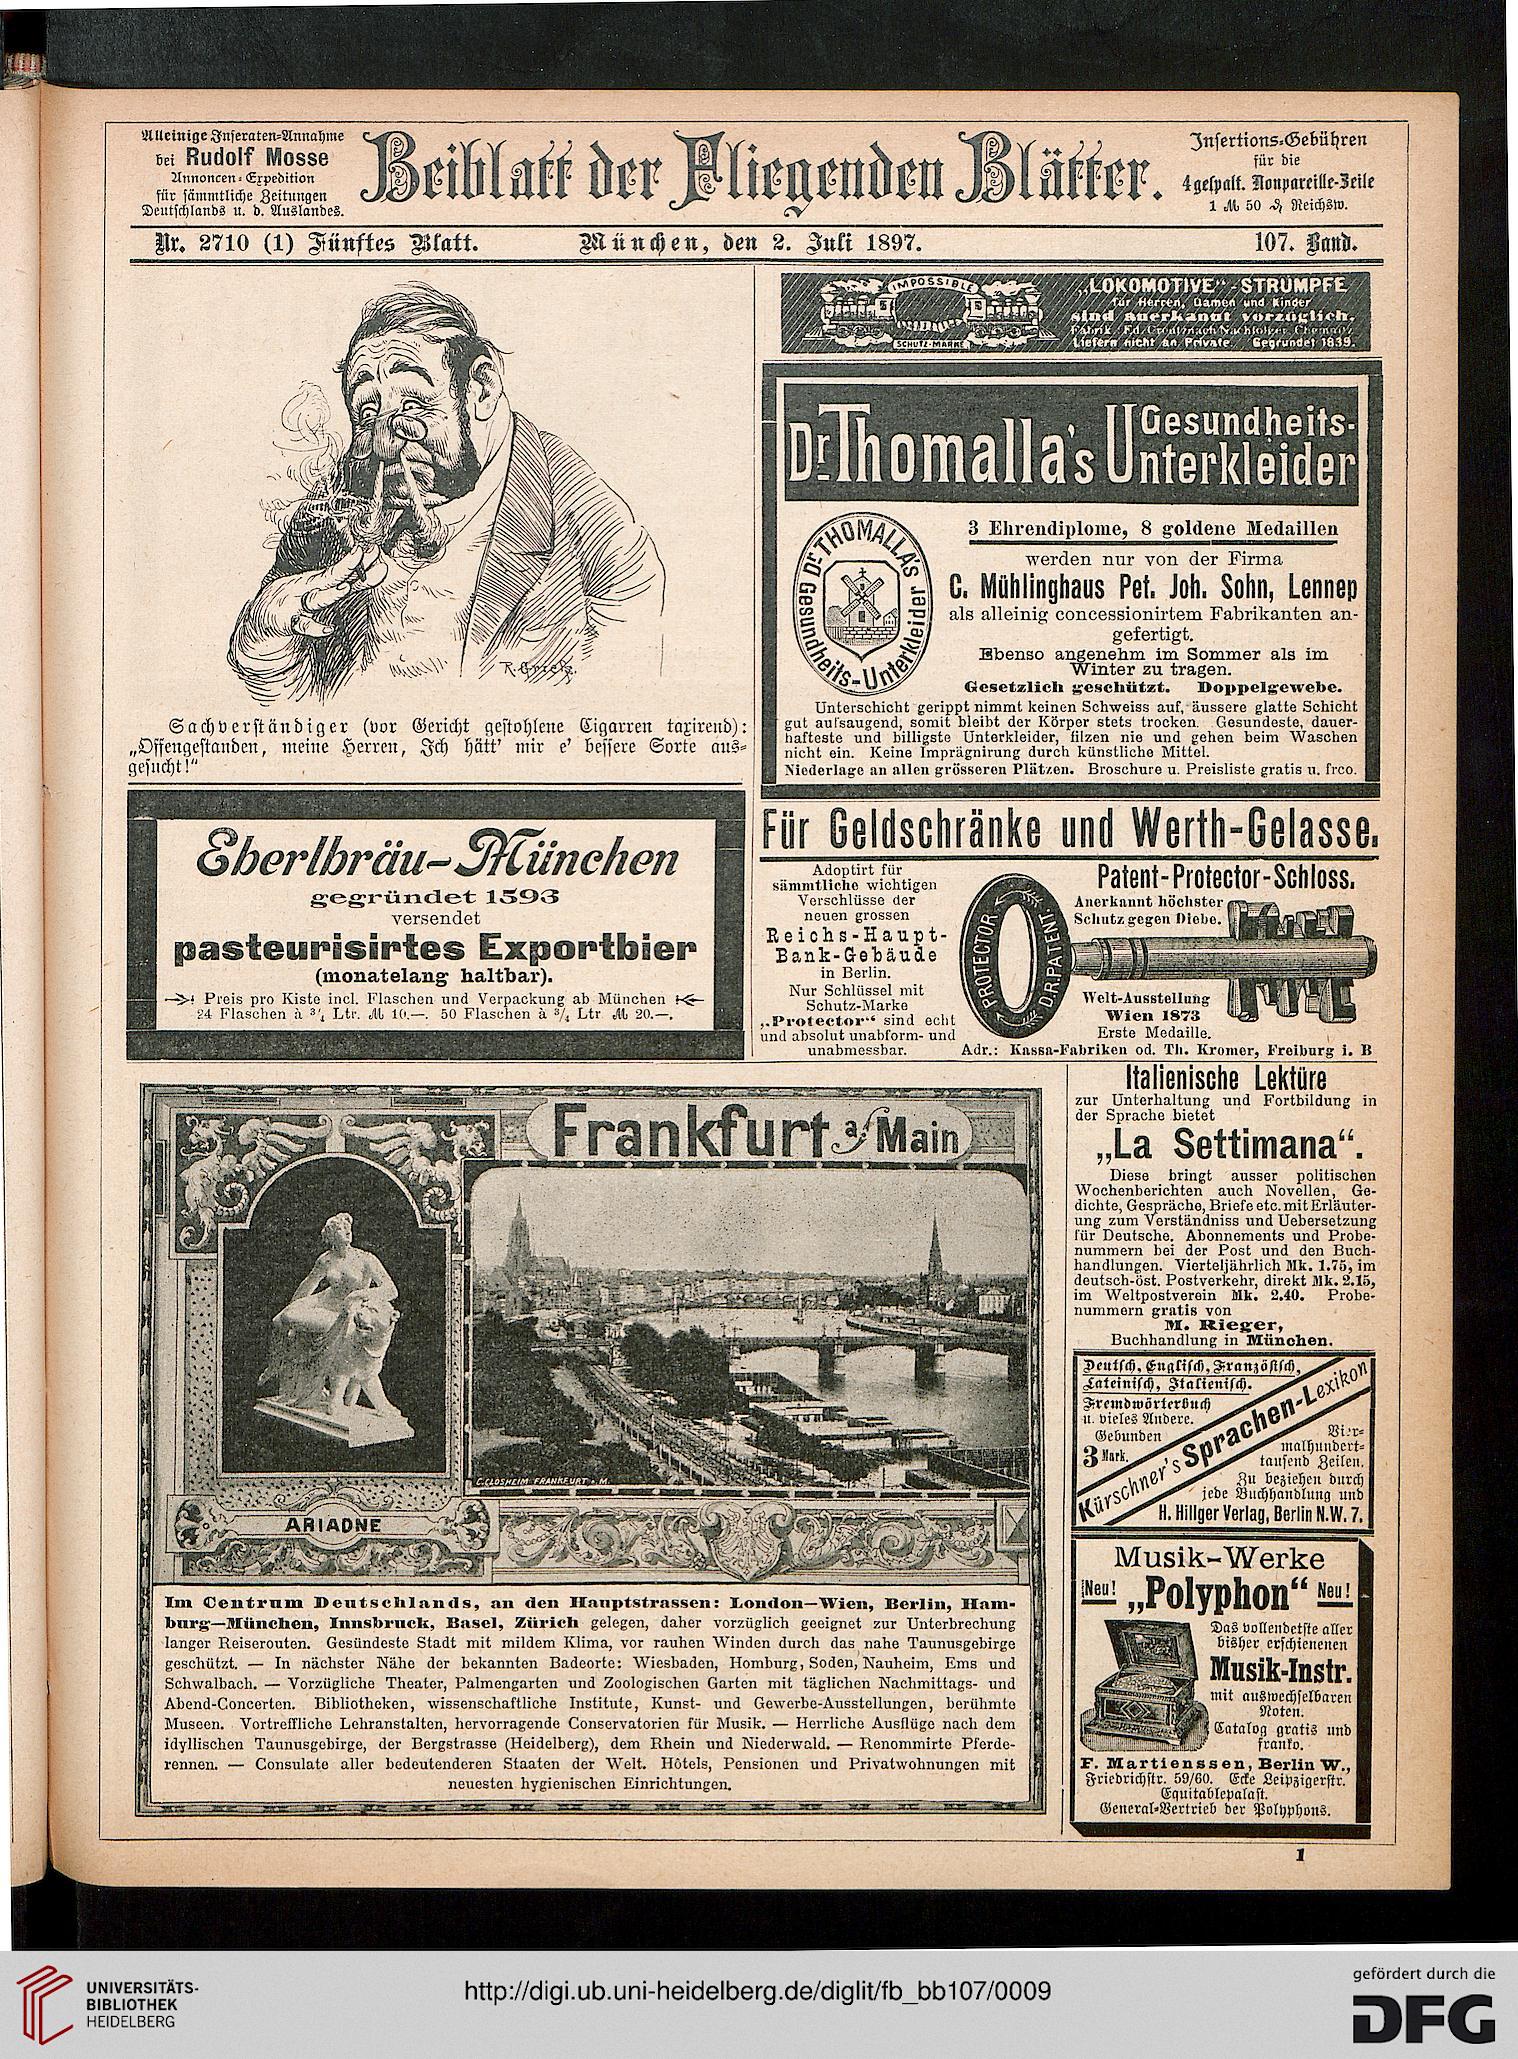 Alleinige Inseraten-Annahme
bei Rudolf Mosse
Annoncen-Expedition
für sämmtliche Zeitungen
Deutschlands u. d. Auslandes.
Beiblatt der Fliegenden Blätter.
Insertions-Gebühren
für die
4gespalt. Nonpareille-Zeile
1 ℳ 50 ₰ Reichsw.
Nr. 2710 (1) Fünftes Blatt. München, den 2. Juli 1897. 107. Band.
R. Griess.
Sachverständiger (vor Gericht gestohlene Cigarren taxirend):
„Offengestanden, meine Herren, Ich hätt' mir e' bessere Sorte aus-
gesucht!"
Eberlbräu-München
gegründet 1593
versendet
pasteurisirtes Exportbier
(monatelang haltbar).
Preis pro Kiste incl. Flaschen und Verpackung ab München
24 Flaschen à ¾ Ltr. ℳ 10.—. 50 Flaschen à ¾ Ltr ℳ 20.—.
IMPOSSIBLE
SCHUTZ-MARKE
„LOKOMOTIVE"-STRÜMPFE
für Herren, Damen und Kinder
sind anerkannt vorzüglich.
Fabrik Ed. Creutznach Nachfolger Chemnitz
Liefern nicht an Private. Gegründet 1839.
Dr. Thomalla's Gesundheits-
Unterkleider
Dr. THOMALLA'S
Gesundheits-Unterkleider
3 Ehrendiplome, 8 goldene Medaillen
werden nur von der Firma
C. Mühlinghaus Pet. Joh. Sohn, Lennep
als alleinig concessionirtem Fabrikanten an-
gefertigt.
Ebenso angenehm im Sommer als im
Winter zu tragen.
Gesetzlich geschützt. Doppelgewebe.
Unterschicht gerippt nimmt keinen Schweiss auf, äussere glatte Schicht
gut aufsaugend, somit bleibt der Körper stets trocken. Gesundeste, dauer-
hafteste und billigste Unterkleider, filzen nie und gehen beim Waschen
nicht ein. Keine Imprägnirung durch künstliche Mittel.
Niederlage an allen grösseren Plätzen. Broschure u. Preisliste gratis u. frco.
Für Geldschränke und Werth-Gelasse.
Adoptirt für
sämmtliche wichtigen
Verschlüsse der
neuen grossen
Reichs-Haupt-
Bank-Gebäude
in Berlin.
Nur Schlüssel mit
Schutz-Marke
„Protector" sind echt
und absolut unabform- und
unabmessbar.
Patent-Protector-Schloss.
Anerkannt höchster
Schutz gegen Diebe.
PROTECTOR
D.R.PATENT
Welt-Ausstellung
Wien 1873
Erste Medaille.
Adr.: Kassa-Fabriken od. Th. Kromer, Freiburg i. B
Frankfurt a/Main
C. CLOSHEIM FRANKFURT a. M.
ARIADNE
Im Centrum Deutschlands, an den Hauptstrassen: London—Wien, Berlin, Ham-
burg—München, Innsbruck, Basel, Zürich gelegen, daher vorzüglich geeignet zur Unterbrechung
langer Reiserouten. Gesündeste Stadt mit mildem Klima, vor rauhen Winden durch das nahe Taunusgebirge
geschützt. — In nächster Nähe der bekannten Badeorte: Wiesbaden, Homburg, Soden, Nauheim, Ems und
Schwalbach. — Vorzügliche Theater, Palmengarten und Zoologischen Garten mit täglichen Nachmittags- und
Abend-Concerten. Bibliotheken, wissenschaftliche Institute, Kunst- und Gewerbe-Ausstellungen, berühmte
Museen. Vortreffliche Lehranstalten, hervorragende Conservatorien für Musik. — Herrliche Ausflüge nach dem
idyllischen Taunusgebirge, der Bergstrasse (Heidelberg), dem Rhein und Niederwald. — Renommirte Pferde-
rennen. — Consulate aller bedeutenderen Staaten der Welt. Hôtels, Pensionen und Privatwohnungen mit
neuesten hygienischen Einrichtungen.
Italienische Lektüre
zur Unterhaltung und Fortbildung in
der Sprache bietet
„La Settimana".
Diese bringt ausser politischen
Wochenberichten auch Novellen, Ge-
dichte, Gespräche, Briefe etc. mit Erläuter-
ung zum Verständniss und Uebersetzung
für Deutsche. Abonnements und Probe-
nummern bei der Post und den Buch-
handlungen. Vierteljährlich Mk. 1.75, im
deutsch-öst. Postverkehr, direkt Mk. 2.15,
im Weltpostverein Mk. 2.40. Probe-
nummern gratis von
M. Rieger,
Buchhandlung in München.
Deutsch, Englisch, Französisch,
Lateinisch, Italienisch.
Fremdwörterbuch
u. vieles Andere.
Gebunden
3 Mark.
Kürschner's Sprachen-Lexikon
Vier-
malhundert-
tausend Zeilen.
Zu beziehen durch
jede Buchhandlung und
H. Hillger Verlag, Berlin N.W. 7.
Musik-Werke
Neu! „Polyphon" Neu!
Das vollendetste aller
bisher erschienenen
Musik-Instr.
mit auswechselbaren
Noten.
Catalog gratis und
franko.
F. Martienssen, Berlin W.,
Friedrichstr. 59/60. Ecke Leipzigerstr.
Equitablepalast.
General-Vertrieb der Polyphons.
1
UNIVERSITÄTS-
BIBLIOTHEK
HEIDELBERG
http://digi.ub.uni-heidelberg.de/diglit/fb_bb107/0009
gefördert durch die
DFG